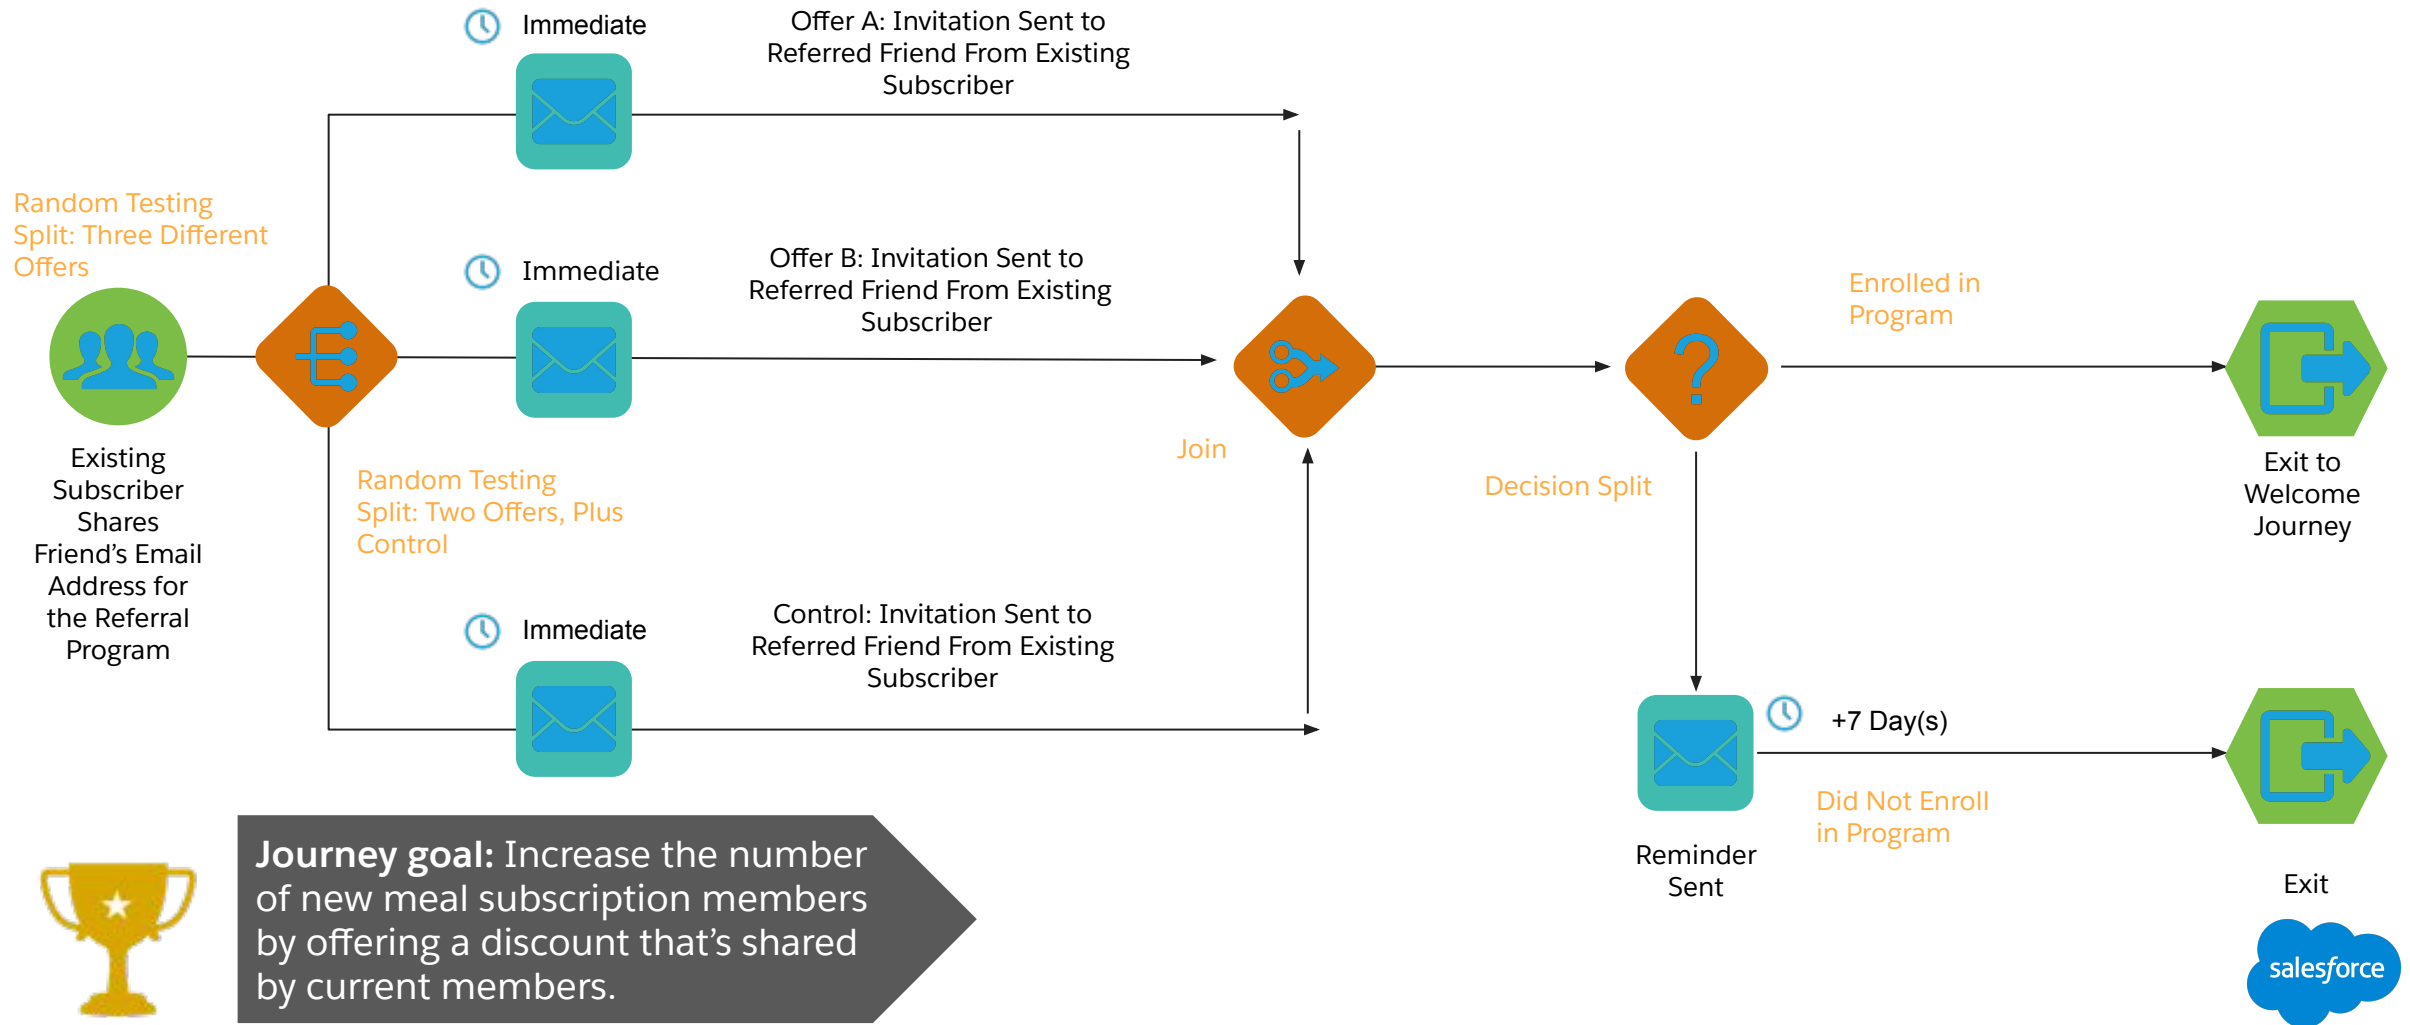 Immediate
Offer A: Invitation Sent to
Referred Friend From Existing
Subscriber
Random Testing
Split: Three Different
Offers
Immediate
Offer B: Invitation Sent to
Referred Friend From Existing
Subscriber
Enrolled in
Program
Existing
Subscriber
Shares
Friend's Email
Address for
the Referral
Program
Random Testing
Split: Two Offers, Plus
Control
Join
Decision Split
Exit to
Welcome
Journey
Immediate
Control: Invitation Sent to
Referred Friend From Existing
Subscriber
+7 Day(s)
Did Not Enroll
in Program
Reminder
Sent
Exit
Journey goal: Increase the number
of new meal subscription members
by offering a discount that's shared
by current members.
salesforce